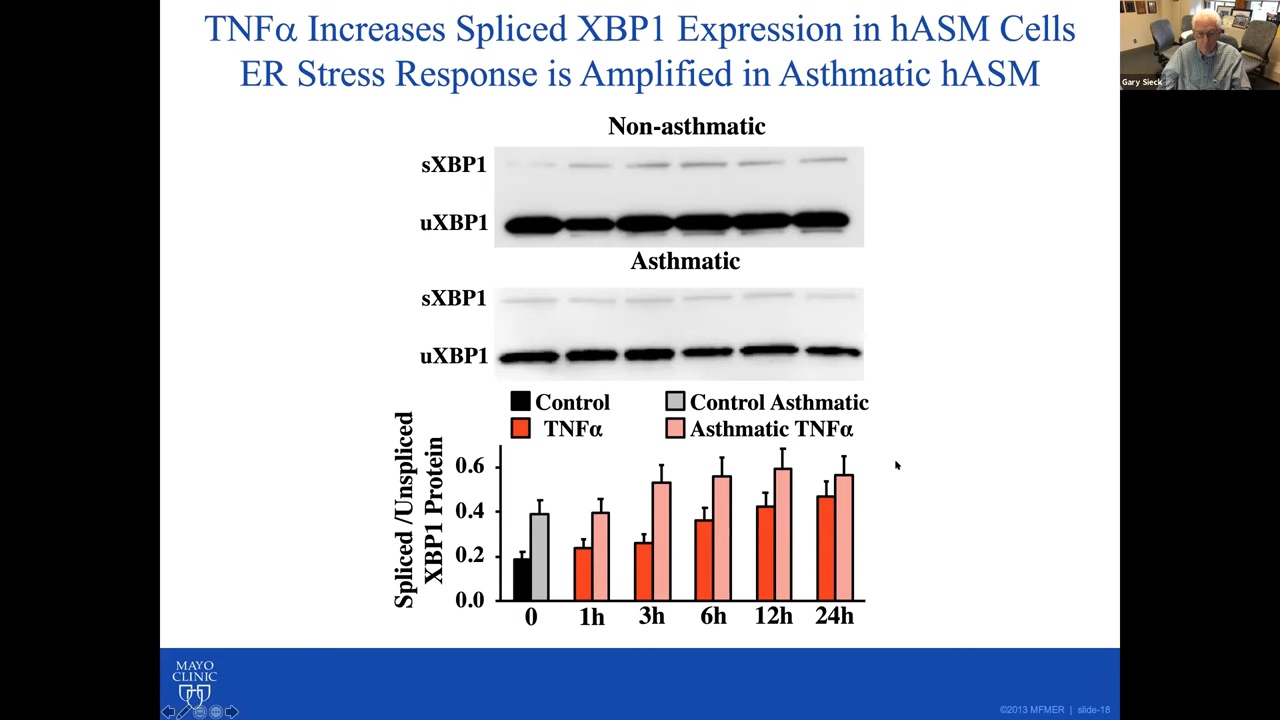 TNFα Increases Spliced XBP1 Expression in hASM Cells
ER Stress Response is Amplified in Asthmatic hASM
Gary Sieck
Non-asthmatic
sXBP1
uXBP1
Asthmatic
sXBP1
uXBP1
Control
Control Asthmatic
TNFα
Asthmatic TNFα
Spliced /Unspliced
XBP1 Protein
0.6
0.4
0.2
0.0
0 1h 3h 6h 12h 24h
MAYO
CLINIC
©2013 MFMER | slide-18